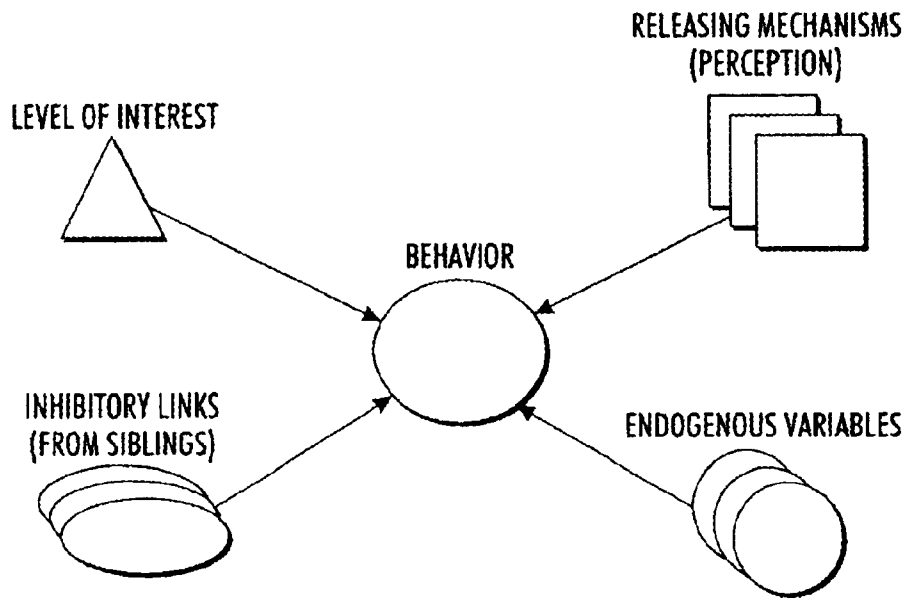 RELEASING MECHANISMS
(PERCEPTION)
LEVEL OF INTEREST
BEHAVIOR
INHIBITORY LINKS
(FROM SIBLINGS)
ENDOGENOUS VARIABLES